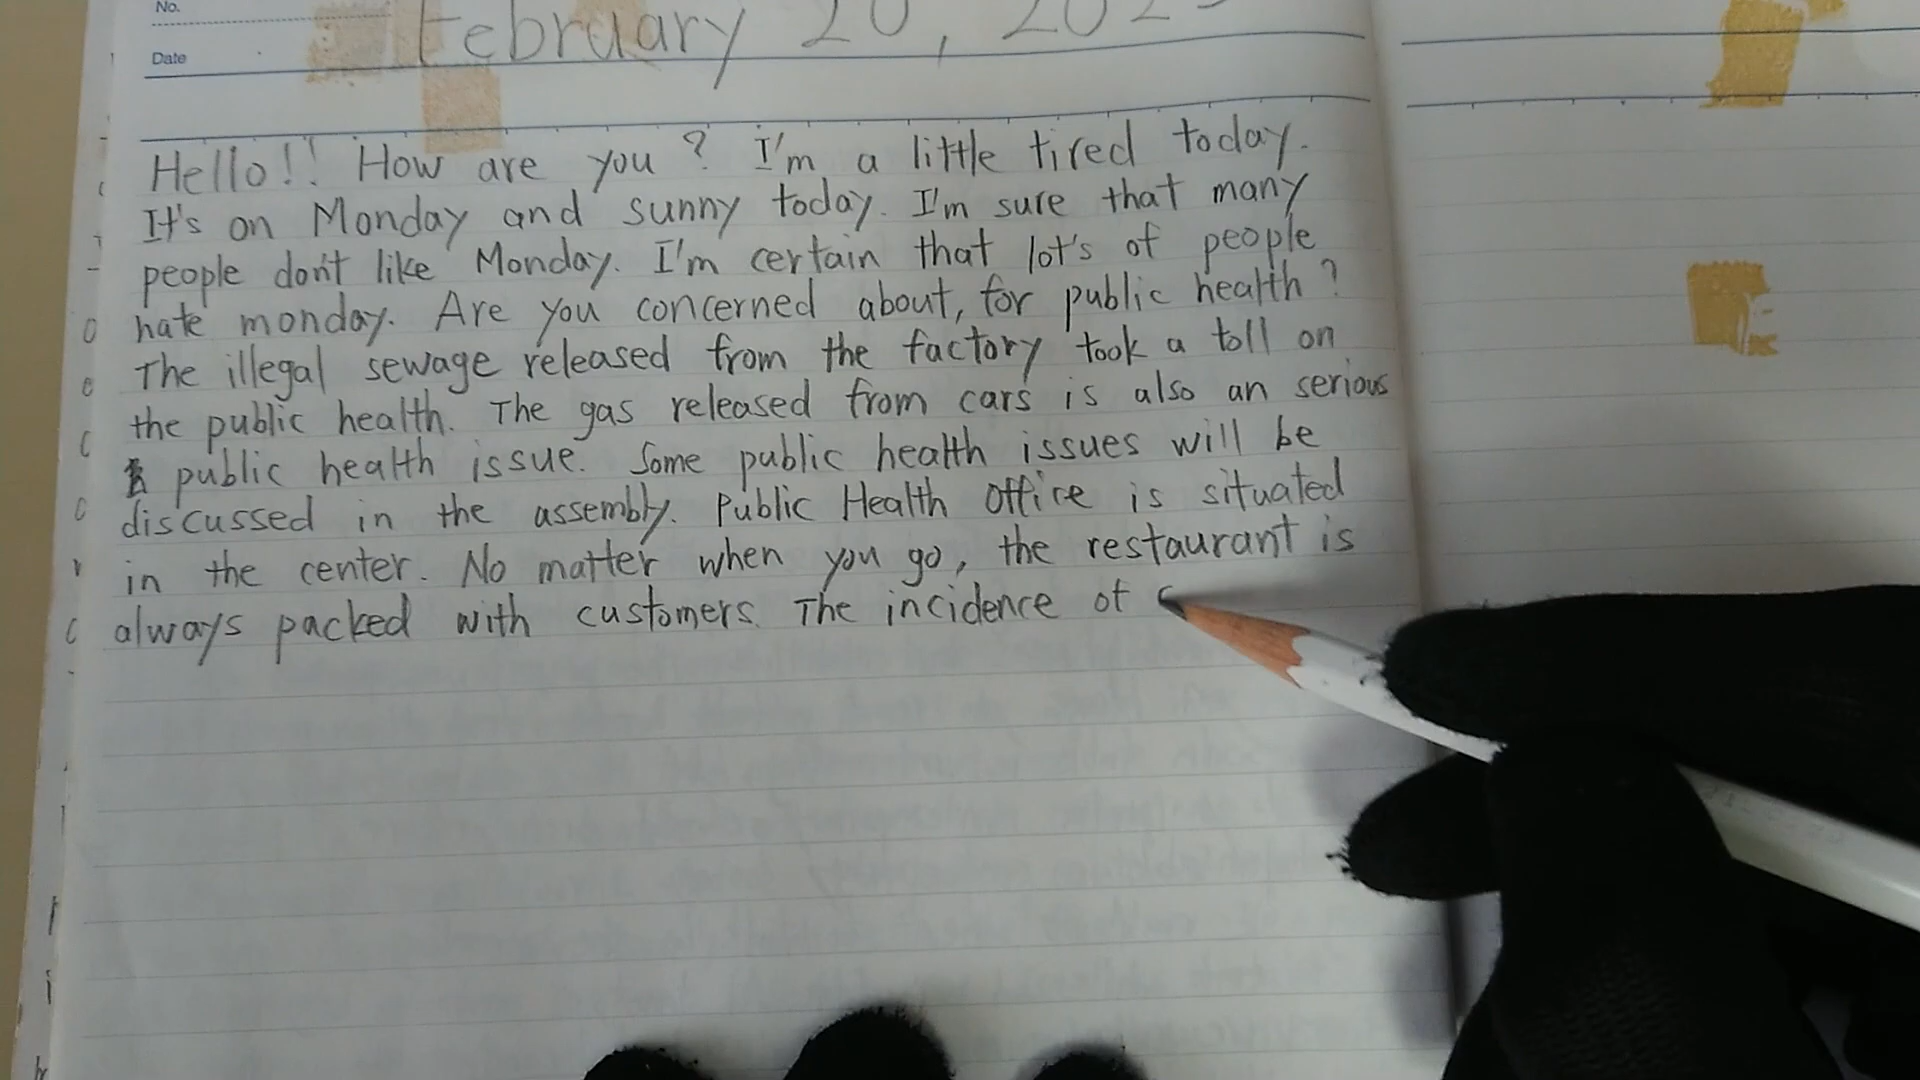 No.
Date
February 20, 202
Hello!! How are you? I'm a little tired today.
It's on Monday and sunny today. I'm sure that many
people don't like Monday. I'm certain that lot's of people
hate monday. Are you concerned about, for public health?
The illegal sewage released from the factory took a toll on
the public health. The gas released from cars is also an serious
public health issue. Some public health issues will be
discussed in the assembly. Public Health Office is situated
in the center. No matter when you go, the restaurant is
always packed with customers. The incidence of